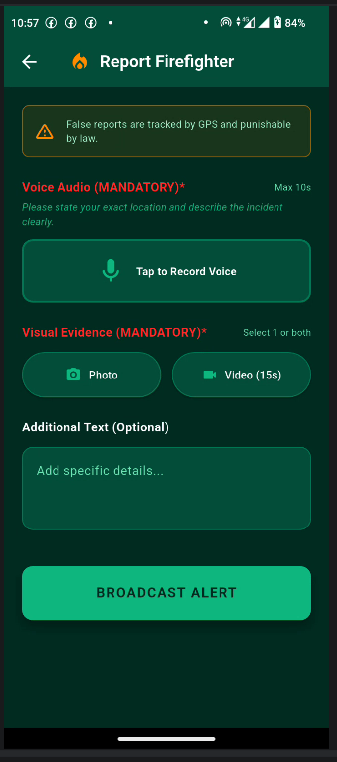 10:57
4G
84%
Report Firefighter
False reports are tracked by GPS and punishable
by law.
Voice Audio (MANDATORY)*
Max 10s
Please state your exact location and describe the incident
clearly.
Tap to Record Voice
Visual Evidence (MANDATORY)*
Select 1 or both
Photo
Video (15s)
Additional Text (Optional)
Add specific details...
BROADCAST ALERT